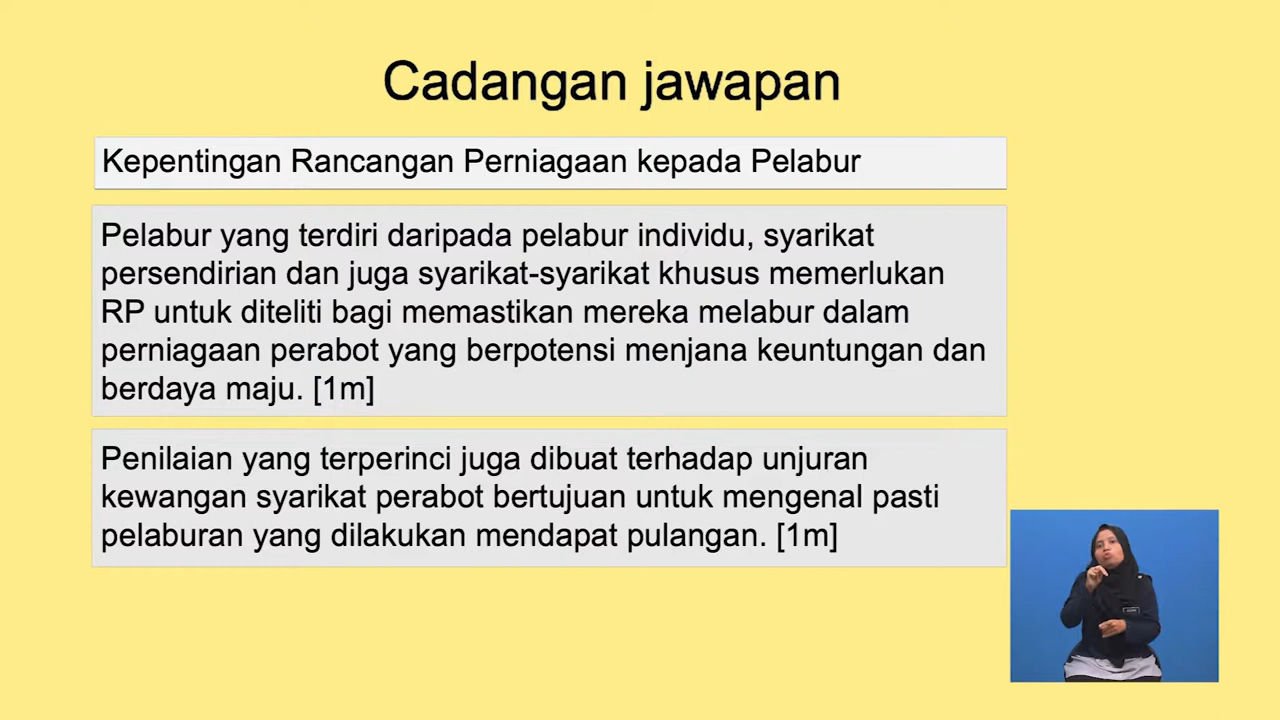 Cadangan jawapan
Kepentingan Rancangan Perniagaan kepada Pelabur
Pelabur yang terdiri daripada pelabur individu, syarikat
persendirian dan juga syarikat-syarikat khusus memerlukan
RP untuk diteliti bagi memastikan mereka melabur dalam
perniagaan perabot yang berpotensi menjana keuntungan dan
berdaya maju. [1m]
Penilaian yang terperinci juga dibuat terhadap unjuran
kewangan syarikat perabot bertujuan untuk mengenal pasti
pelaburan yang dilakukan mendapat pulangan. [1m]